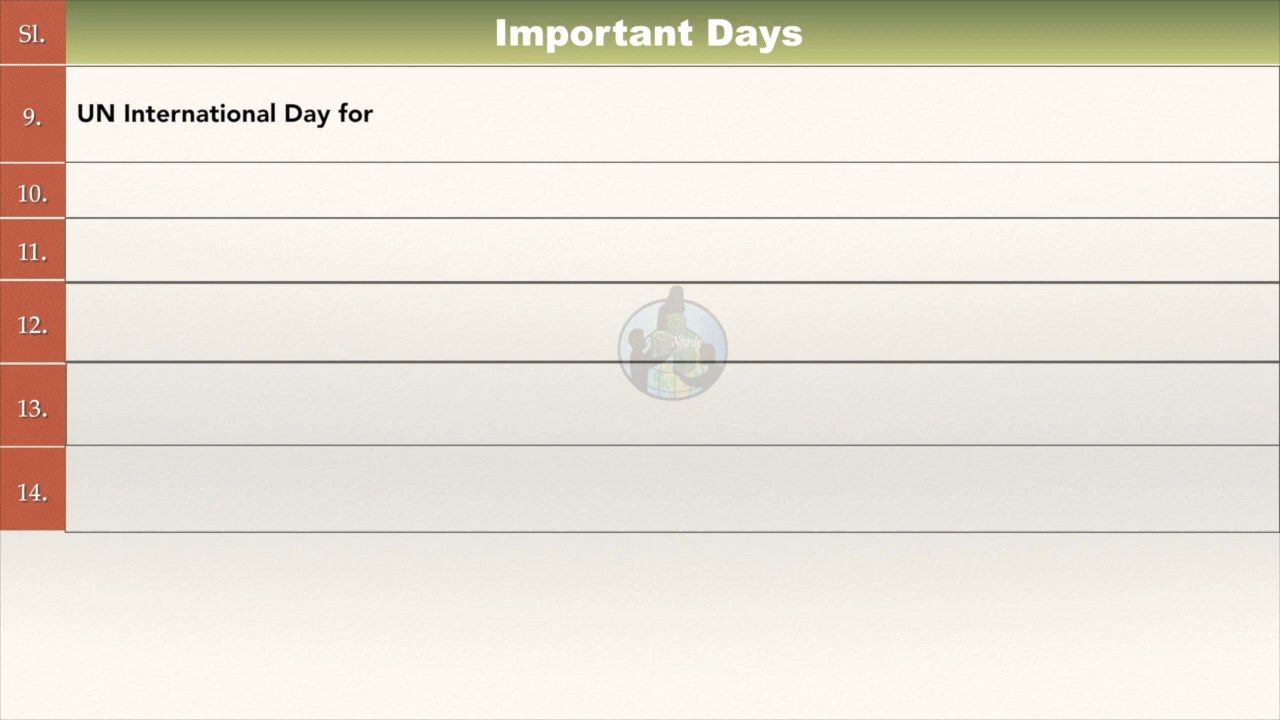 Sl.
Important Days
9.
UN International Day for
10.
11.
12.
13.
14.